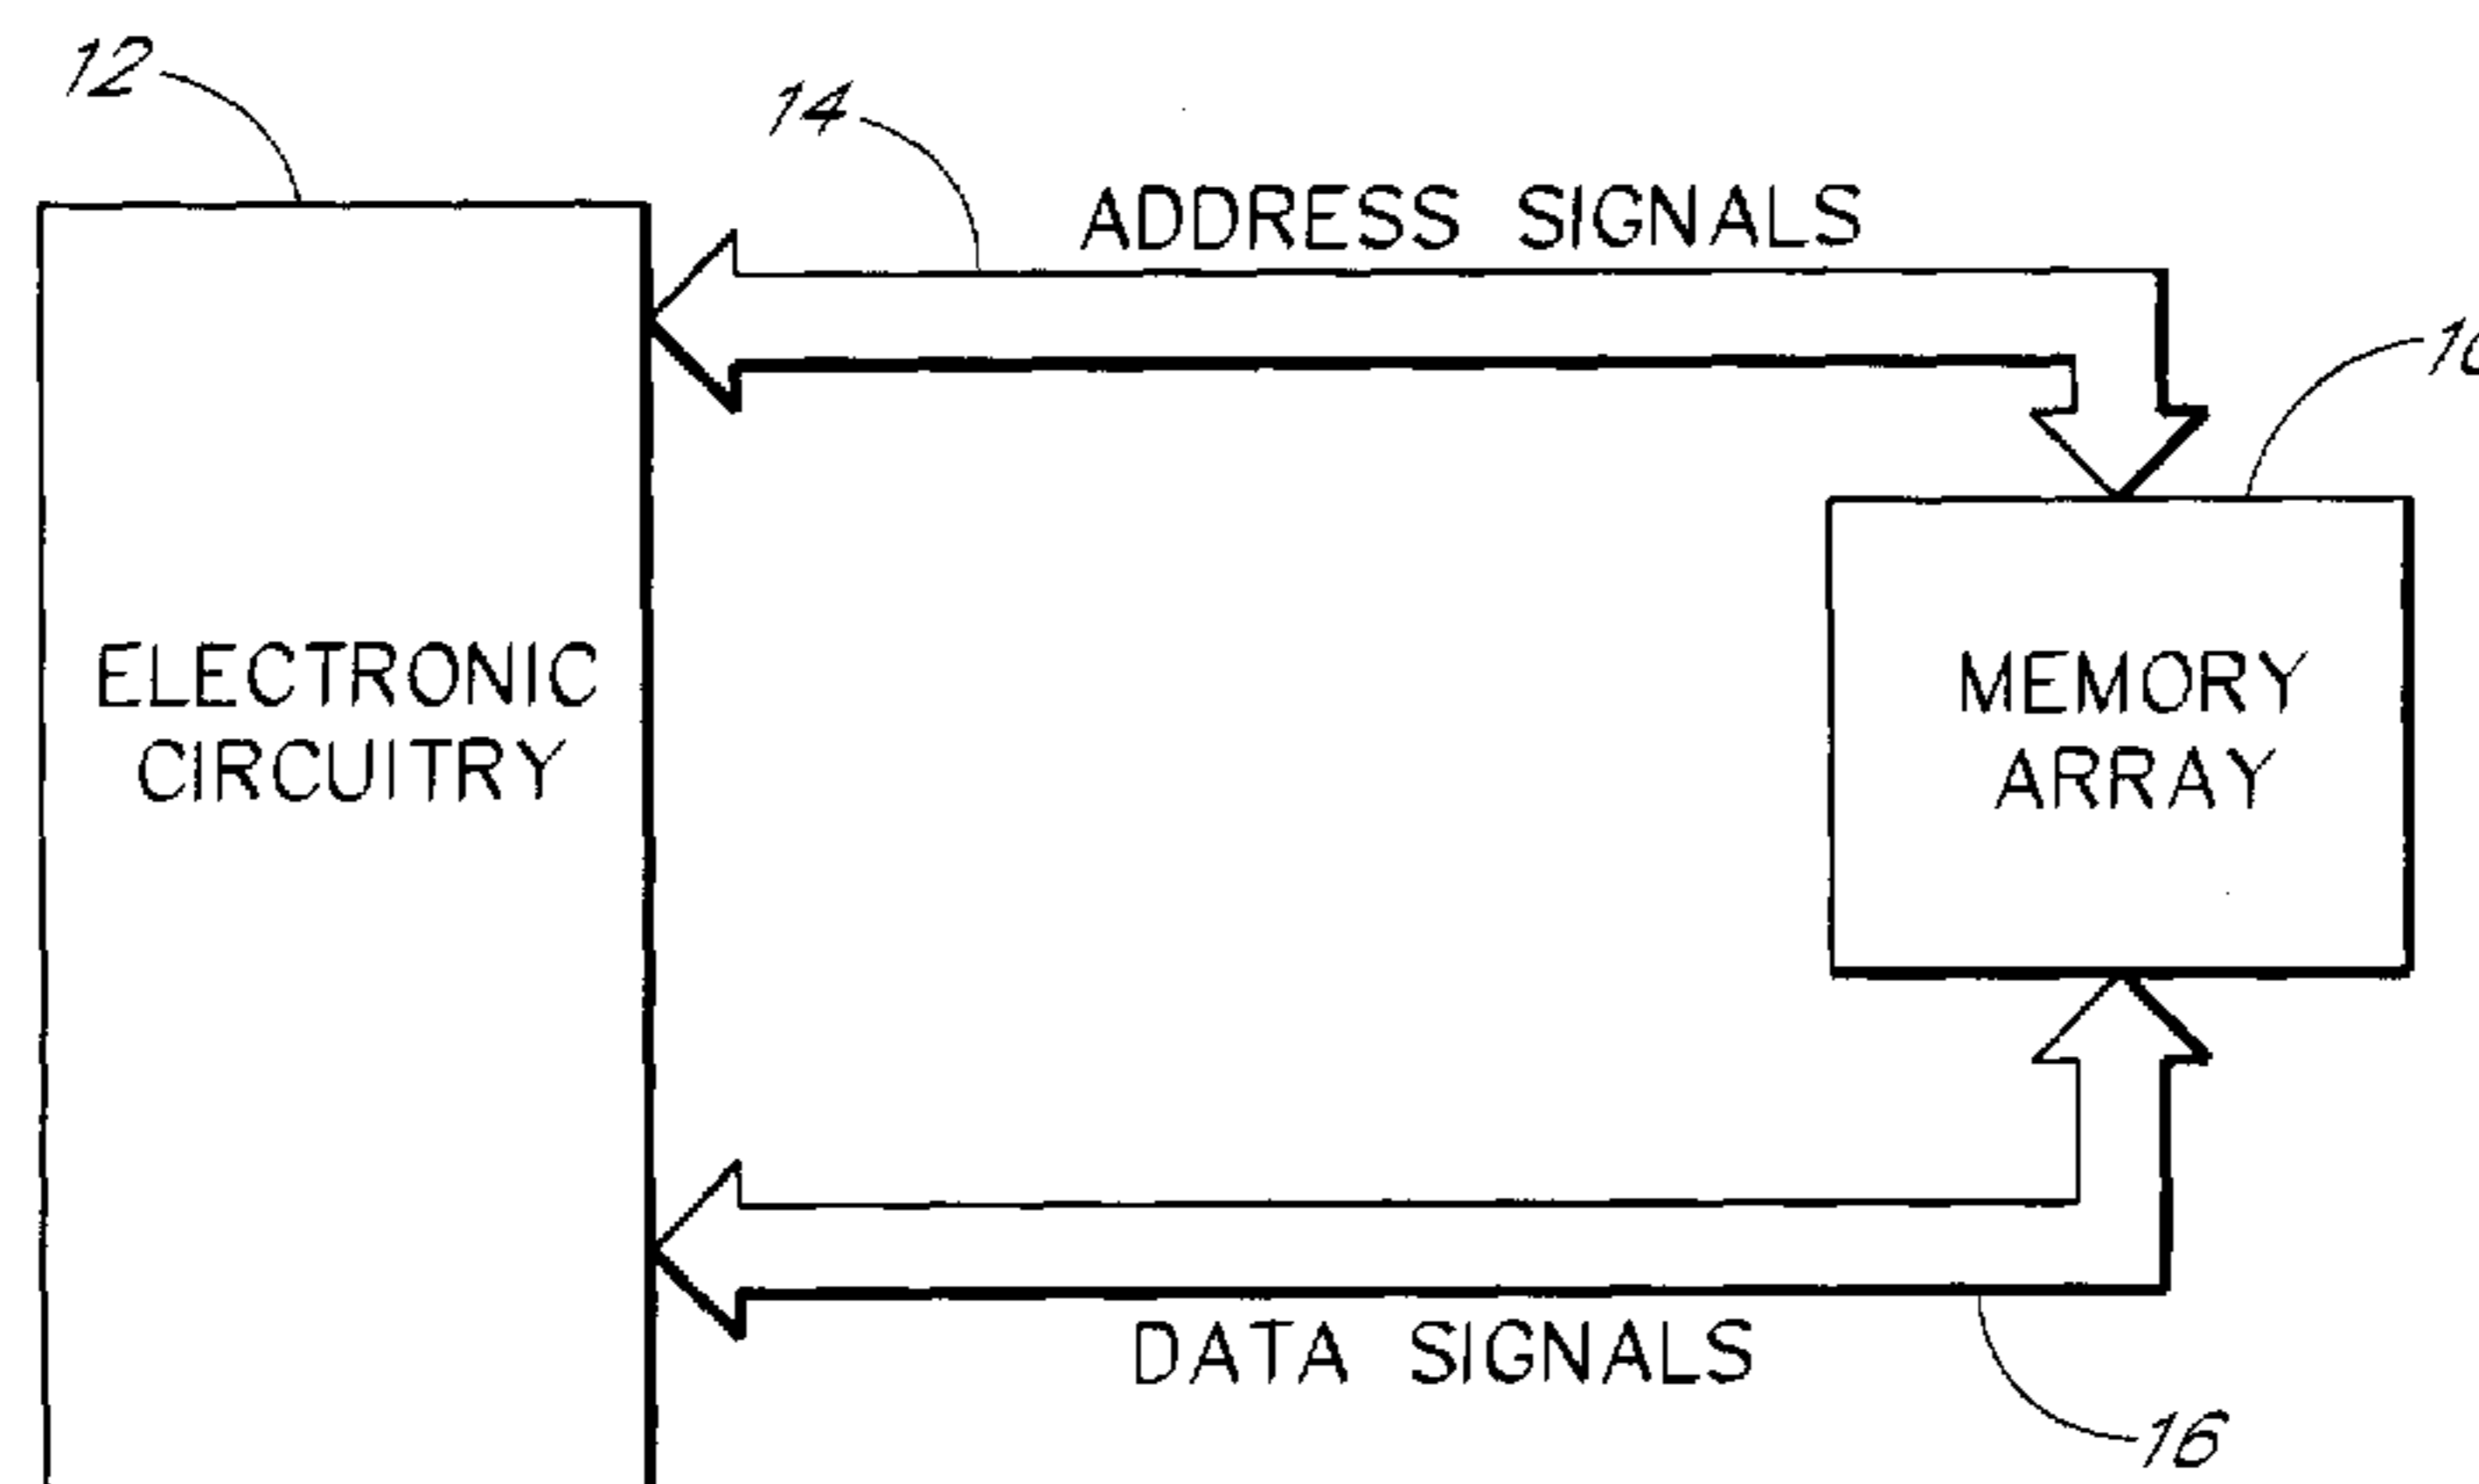 12
14
ADDRESS SIGNALS
ELECTRONIC
CIRCUITRY
MEMORY
ARRAY
DATA SIGNALS
16